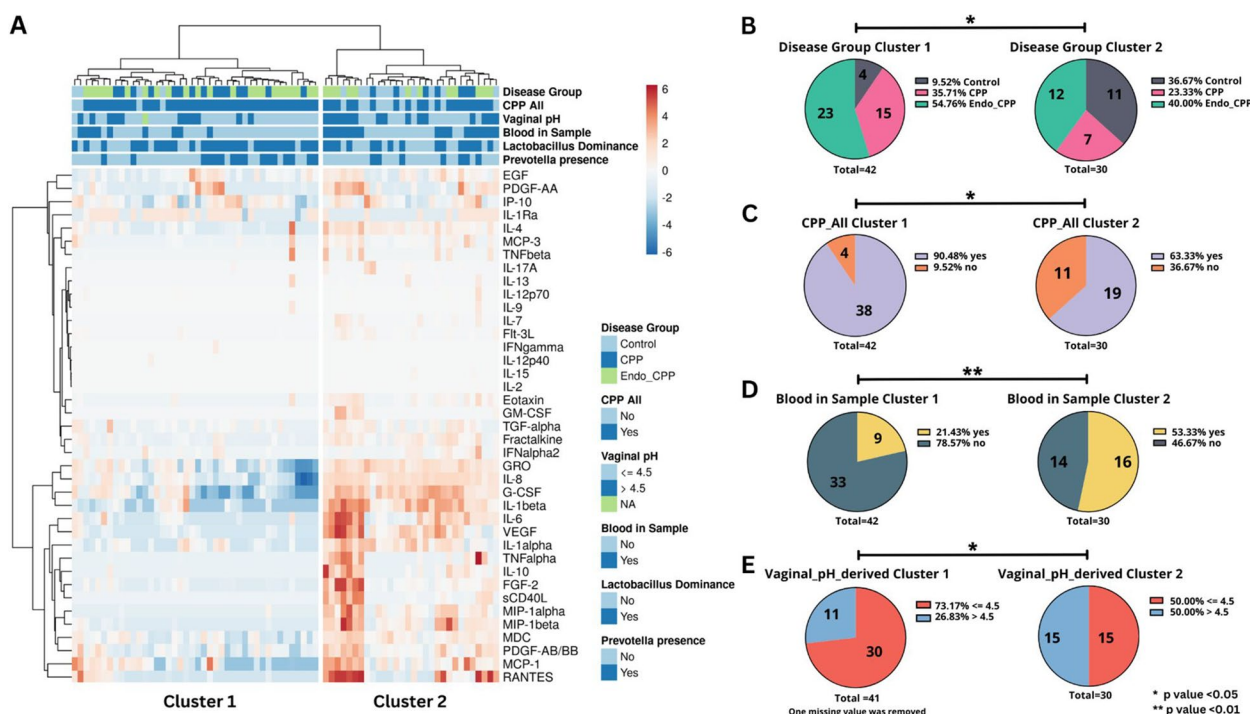 A
Disease Group
CPP All
Vaginal pH
Blood in Sample
Lactobacillus Dominance
Prevotella presence
EGF
PDGF-AA
IP-10
IL-1Ra
IL-4
MCP-3
TNFbeta
IL-17A
IL-13
IL-12p70
IL-9
IL-7
Flt-3L
IFNgamma
IL-12p40
IL-15
IL-2
Eotaxin
GM-CSF
TGF-alpha
Fractalkine
IFNalpha2
GRO
IL-8
G-CSF
IL-1beta
IL-6
VEGF
IL-1alpha
TNFalpha
IL-10
FGF-2
sCD40L
MIP-1alpha
MIP-1beta
MDC
PDGF-AB/BB
MCP-1
RANTES
Cluster 1
Cluster 2
6
4
2
0
-2
-4
-6
Disease Group
Control
CPP
Endo_CPP
CPP All
No
Yes
Vaginal pH
<= 4.5
> 4.5
NA
Blood in Sample
No
Yes
Lactobacillus Dominance
No
Yes
Prevotella presence
No
Yes
B
*
Disease Group Cluster 1
4
15
23
9.52% Control
35.71% CPP
54.76% Endo_CPP
Total=42
Disease Group Cluster 2
12
11
7
36.67% Control
23.33% CPP
40.00% Endo_CPP
Total=30
C
*
CPP_All Cluster 1
4
38
90.48% yes
9.52% no
Total=42
CPP_All Cluster 2
11
19
63.33% yes
36.67% no
Total=30
D
**
Blood in Sample Cluster 1
9
33
21.43% yes
78.57% no
Total=42
Blood in Sample Cluster 2
14
16
53.33% yes
46.67% no
Total=30
E
*
Vaginal_pH_derived Cluster 1
11
30
73.17% <= 4.5
26.83% > 4.5
Total =41
One missing value was removed
Vaginal_pH_derived Cluster 2
15
15
50.00% <= 4.5
50.00% > 4.5
Total=30
* p value <0.05
** p value <0.01